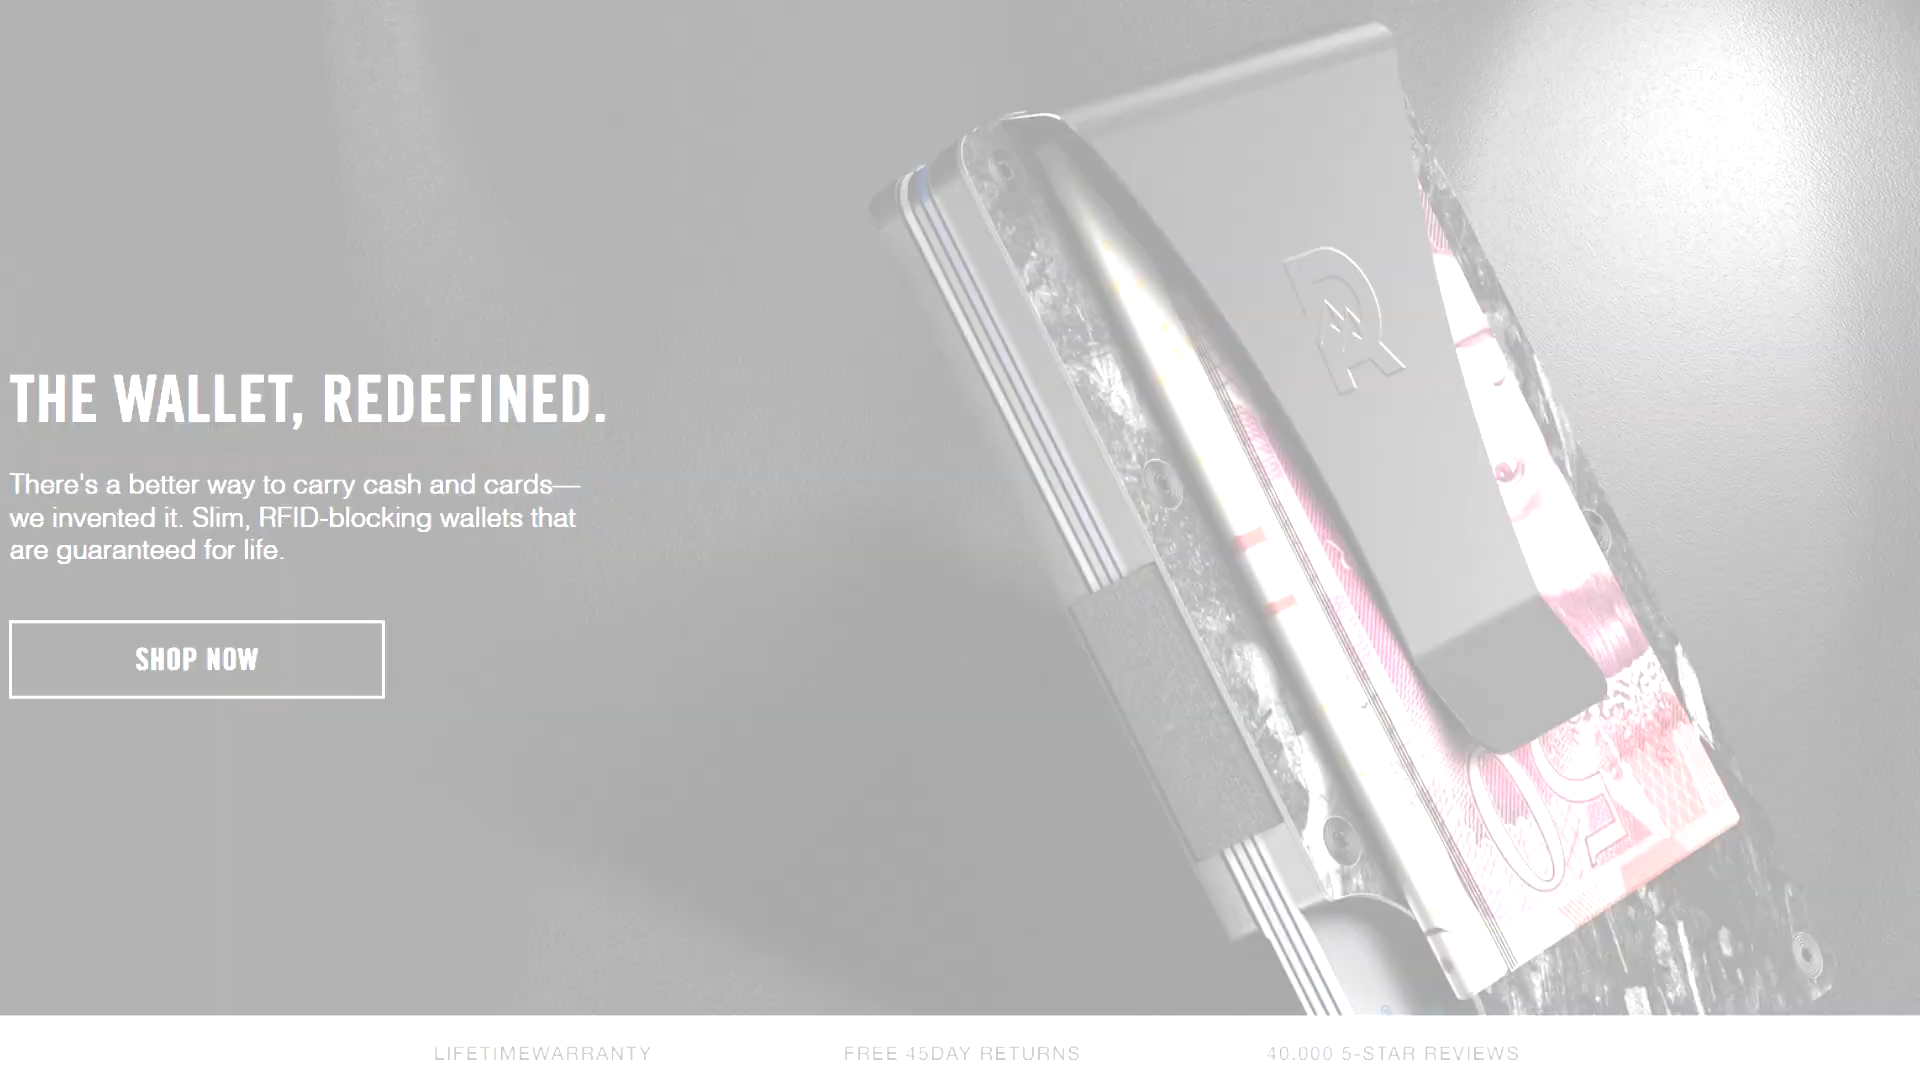 THE WALLET, REDEFINED.
There's a better way to carry cash and cards—
we invented it. Slim, RFID-blocking wallets that
are guaranteed for life.
SHOP NOW
50
LIFETIMEWARRANTY
FREE 45DAY RETURNS
40.000 5-STAR REVIEWS